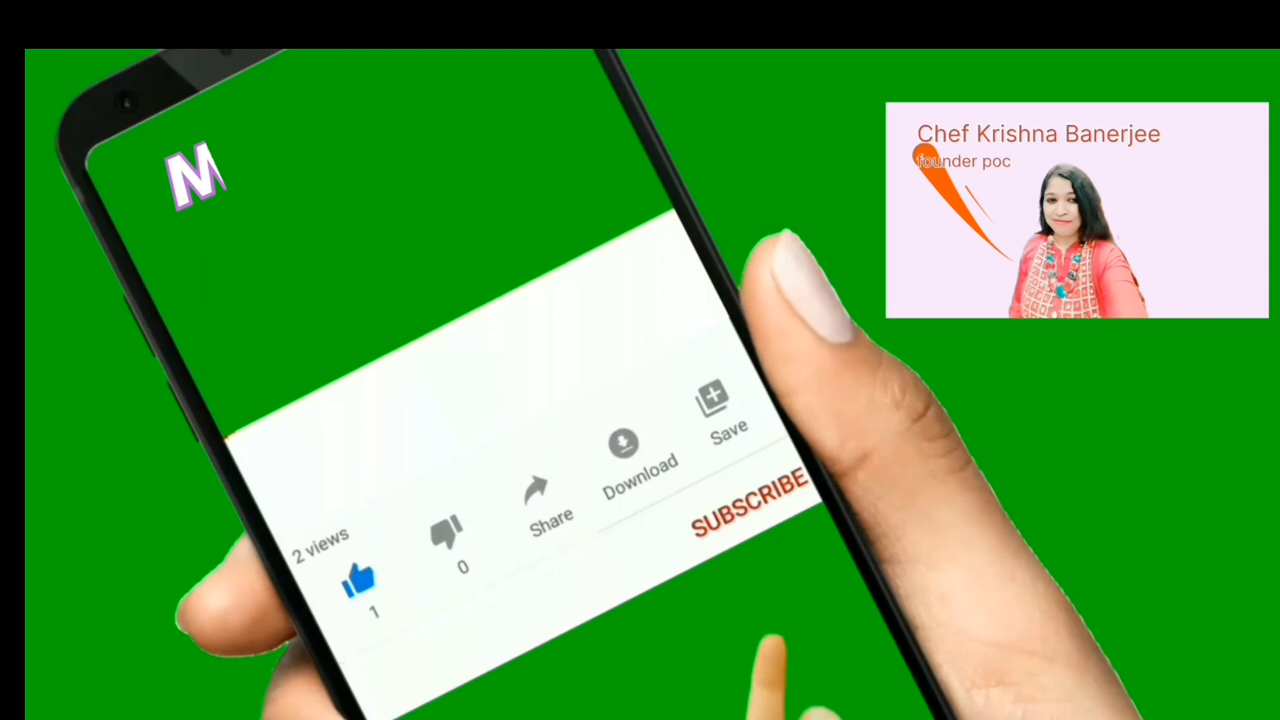 M
Chef Krishna Banerjee
founder poc
2 views
1
0
Share
Download
Save
SUBSCRIBE